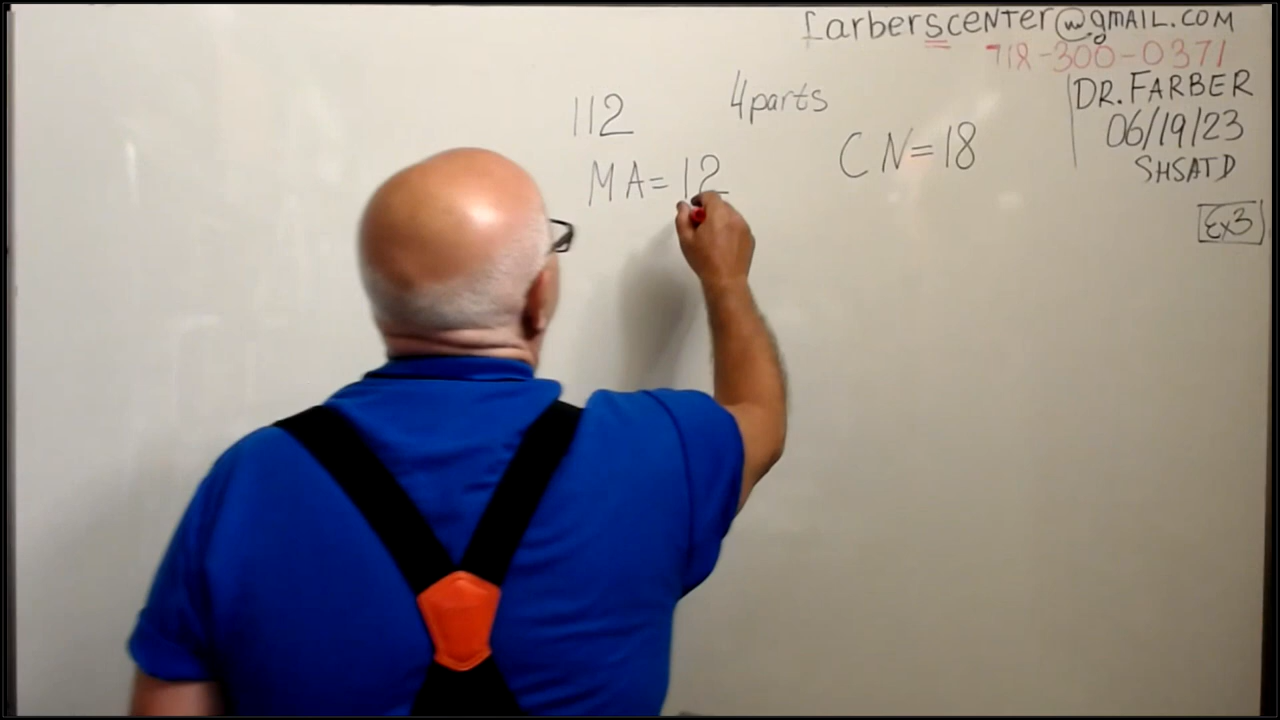 farberscenter@gmail.com
718-300-0371
DR. FARBER
06/19/23
SHSATD
Ex3
112
4parts
MA=12
CN=18